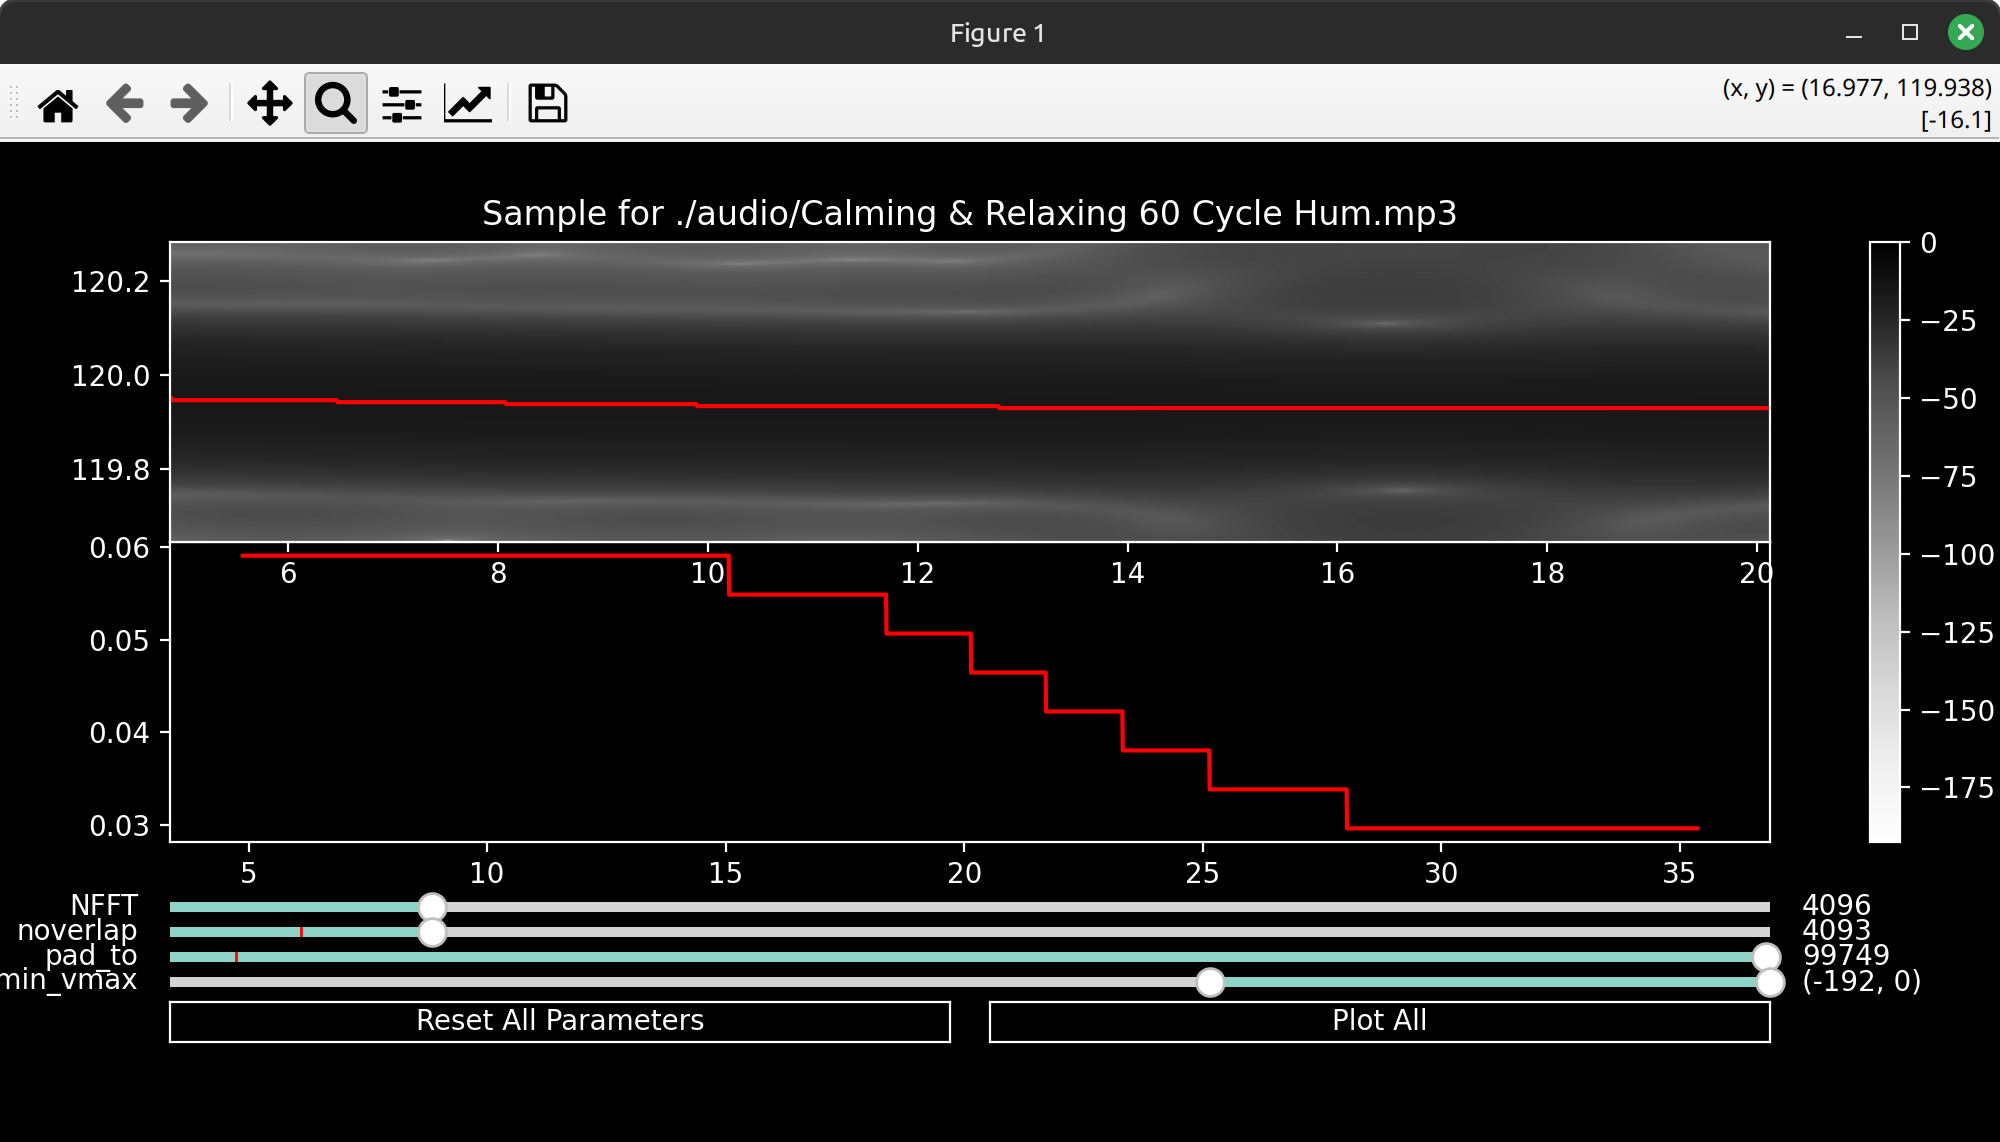 Figure 1
(x, y) = (16.977, 119.938)
[-16.1]
Sample for ./audio/Calming & Relaxing 60 Cycle Hum.mp3
120.2
120.0
119.8
6 8 10 12 14 16 18 20
0.06
0.05
0.04
0.03
5 10 15 20 25 30 35
0
−25
−50
−75
−100
−125
−150
−175
NFFT 4096
noverlap 4093
pad_to 99749
min_vmax (-192, 0)
Reset All Parameters Plot All